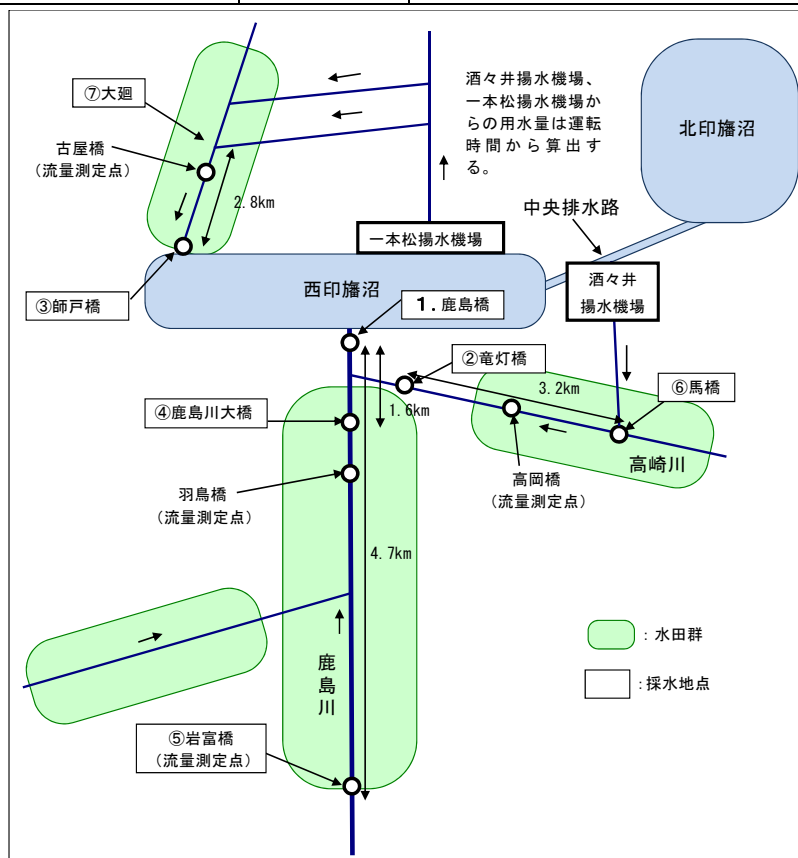 ⑦大廻
古屋橋
(流量測定点)
2.8km
③師戸橋
酒々井揚水機場、
一本松揚水機場か
らの用水量は運転
時間から算出す
る。
北印旛沼
中央排水路
一本松揚水機場
西印旛沼
酒々井
揚水機場
1.鹿島橋
②竜灯橋
3.2km
⑥馬橋
④鹿島川大橋
1.6km
高崎川
羽鳥橋
(流量測定点)
高岡橋
(流量測定点)
4.7km
鹿島川
:水田群
:採水地点
⑤岩富橋
(流量測定点)